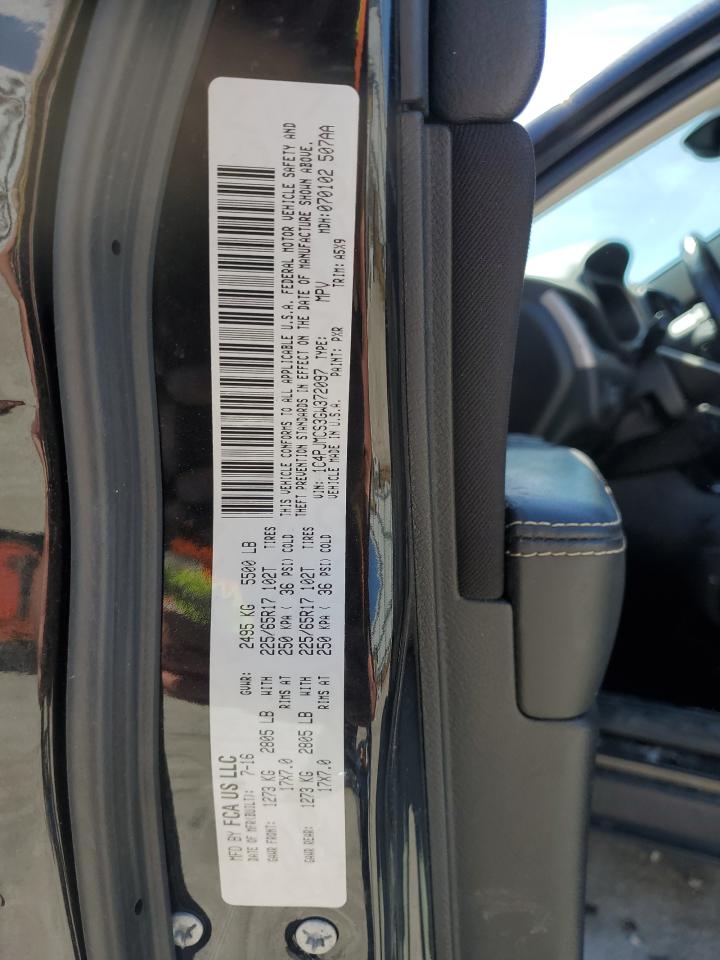 MFD BY FCA US LLC
DATE OF MFR(BUILT): 7-16 GVWR: 2495 KG 5500 LB
GAWR FRONT: 1273 KG 2805 LB WITH 225/65R17 102T TIRES
17X7.0 RIMS AT 250 KPA ( 36 PSI) COLD
GAWR REAR: 1273 KG 2805 LB WITH 225/65R17 102T TIRES
17X7.0 RIMS AT 250 KPA ( 36 PSI) COLD
THIS VEHICLE CONFORMS TO ALL APPLICABLE U.S.A. FEDERAL MOTOR VEHICLE SAFETY AND
THEFT PREVENTION STANDARDS IN EFFECT ON THE DATE OF MANUFACTURE SHOWN ABOVE.
VIN: 1C4PJMCS3GW372097 TYPE: MPV MDH: 070102 507AA
VEHICLE MADE IN U.S.A. PAINT: PXR TRIM: A5X9